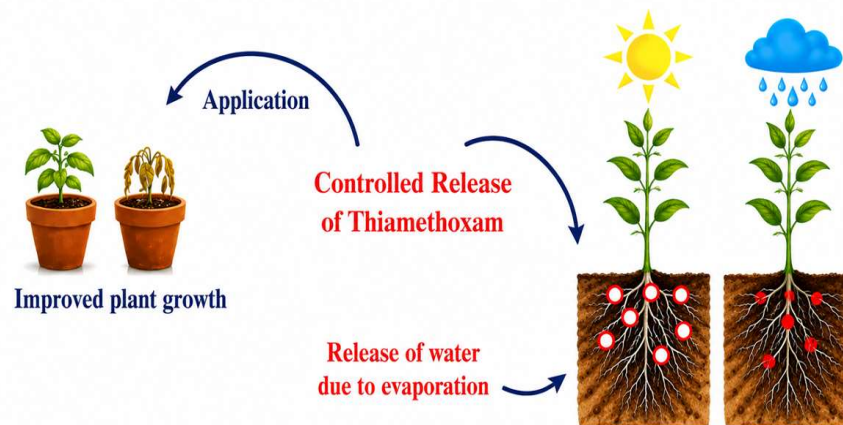 Application
Controlled Release
of Thiamethoxam
Improved plant growth
Release of water
due to evaporation